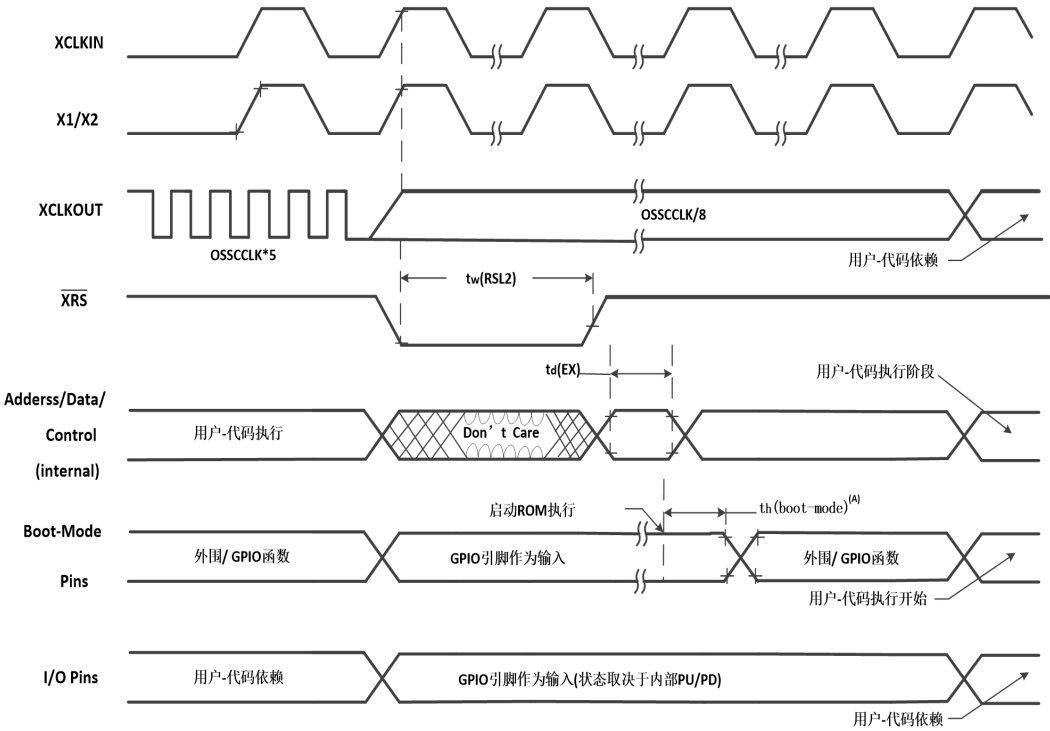 XCLKIN
X1/X2
XCLKOUT
OSSCCLK*5
OSSCCLK/8
用户-代码依赖
XRS
tw(RSL2)
td(EX)
用户-代码执行阶段
Adderss/Data/
Control
(internal)
用户-代码执行
Don't Care
启动ROM执行
th(boot-mode)(A)
Boot-Mode
Pins
外围/ GPIO函数
GPIO引脚作为输入
外围/ GPIO函数
用户-代码执行开始
I/O Pins
用户-代码依赖
GPIO引脚作为输入(状态取决于内部PU/PD)
用户-代码依赖